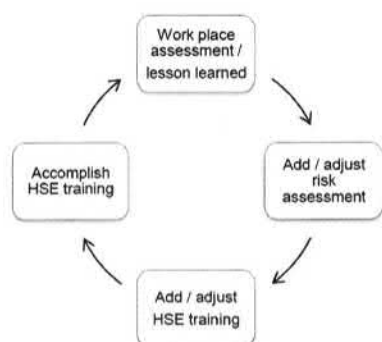 Work place
assessment /
lesson learned
Add / adjust
risk
assessment
Add / adjust
HSE training
Accomplish
HSE training